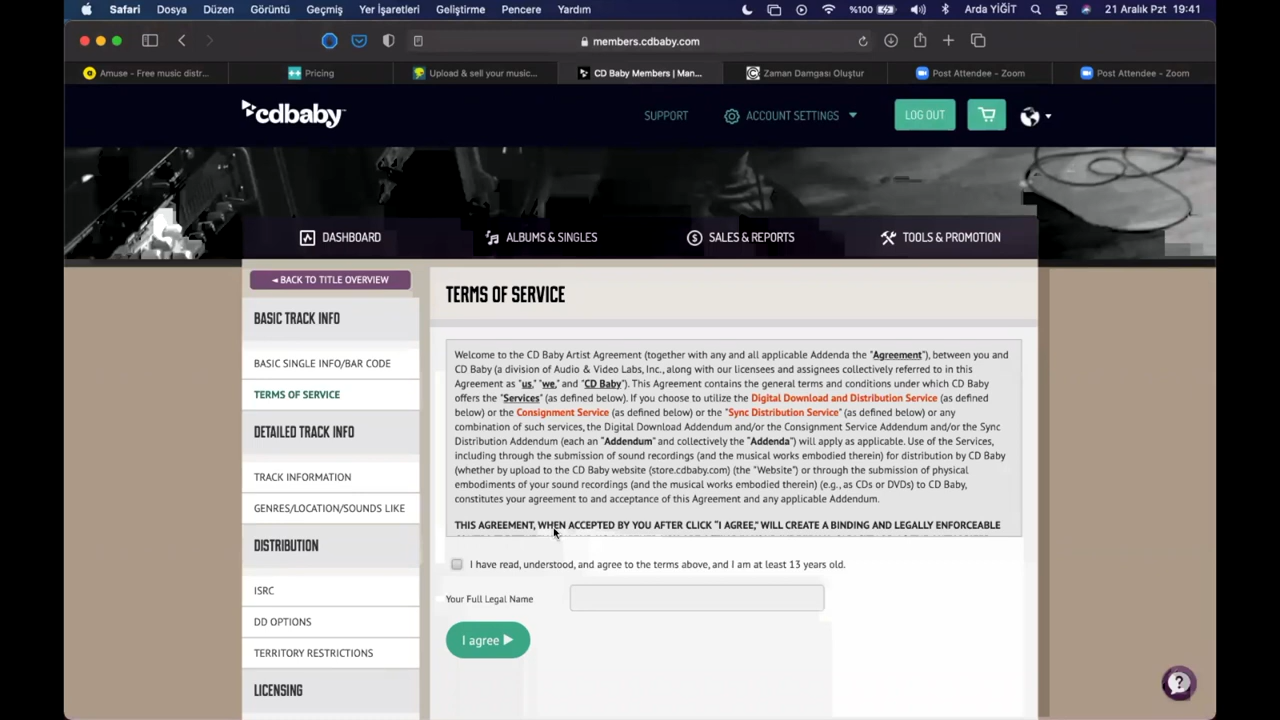 Safari Dosya Düzen Görüntü Geçmiş Yer İşaretleri Geliştirme Pencere Yardım %100 Arda YİĞİT 21 Aralık Pzt 19:41
members.cdbaby.com
Amuse - Free music distr... Pricing Upload & sell your music... CD Baby Members | Man... Zaman Damgası Oluştur Post Attendee - Zoom Post Attendee - Zoom
cdbaby SUPPORT ACCOUNT SETTINGS LOG OUT
DASHBOARD ALBUMS & SINGLES SALES & REPORTS TOOLS & PROMOTION
◄ BACK TO TITLE OVERVIEW
BASIC TRACK INFO
BASIC SINGLE INFO/BAR CODE
TERMS OF SERVICE
DETAILED TRACK INFO
TRACK INFORMATION
GENRES/LOCATION/SOUNDS LIKE
DISTRIBUTION
ISRC
DD OPTIONS
TERRITORY RESTRICTIONS
LICENSING
TERMS OF SERVICE
Welcome to the CD Baby Artist Agreement (together with any and all applicable Addenda the "Agreement"), between you and
CD Baby (a division of Audio & Video Labs, Inc., along with our licensees and assignees collectively referred to in this
Agreement as "us," "we," and "CD Baby"). This Agreement contains the general terms and conditions under which CD Baby
offers the "Services" (as defined below). If you choose to utilize the Digital Download and Distribution Service (as defined
below) or the Consignment Service (as defined below) or the "Sync Distribution Service" (as defined below) or any
combination of such services, the Digital Download Addendum and/or the Consignment Service Addendum and/or the Sync
Distribution Addendum (each an "Addendum" and collectively the "Addenda") will apply as applicable. Use of the Services,
including through the submission of sound recordings (and the musical works embodied therein) for distribution by CD Baby
(whether by upload to the CD Baby website (store.cdbaby.com) (the "Website") or through the submission of physical
embodiments of your sound recordings (and the musical works embodied therein) (e.g., as CDs or DVDs) to CD Baby,
constitutes your agreement to and acceptance of this Agreement and any applicable Addendum.
THIS AGREEMENT, WHEN ACCEPTED BY YOU AFTER CLICK "I AGREE," WILL CREATE A BINDING AND LEGALLY ENFORCEABLE
I have read, understood, and agree to the terms above, and I am at least 13 years old.
Your Full Legal Name
I agree ►